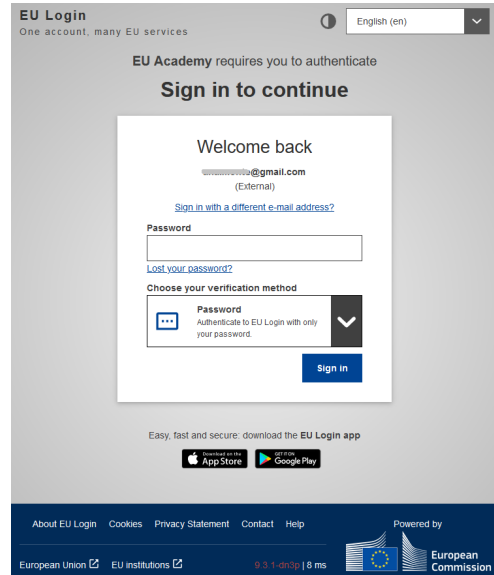 EU Login
One account, many EU services
English (en)
EU Academy requires you to authenticate
Sign in to continue
Welcome back
@gmail.com
(External)
Sign in with a different e-mail address?
Password
Lost your password?
Choose your verification method
Password
Authenticate to EU Login with only
your password.
Sign in
Easy, fast and secure: download the EU Login app
Download on the
App Store
GET IT ON
Google Play
About EU Login Cookies Privacy Statement Contact Help
Powered by
European Union EU institutions
9.3.1-dn3p | 8 ms
European
Commission